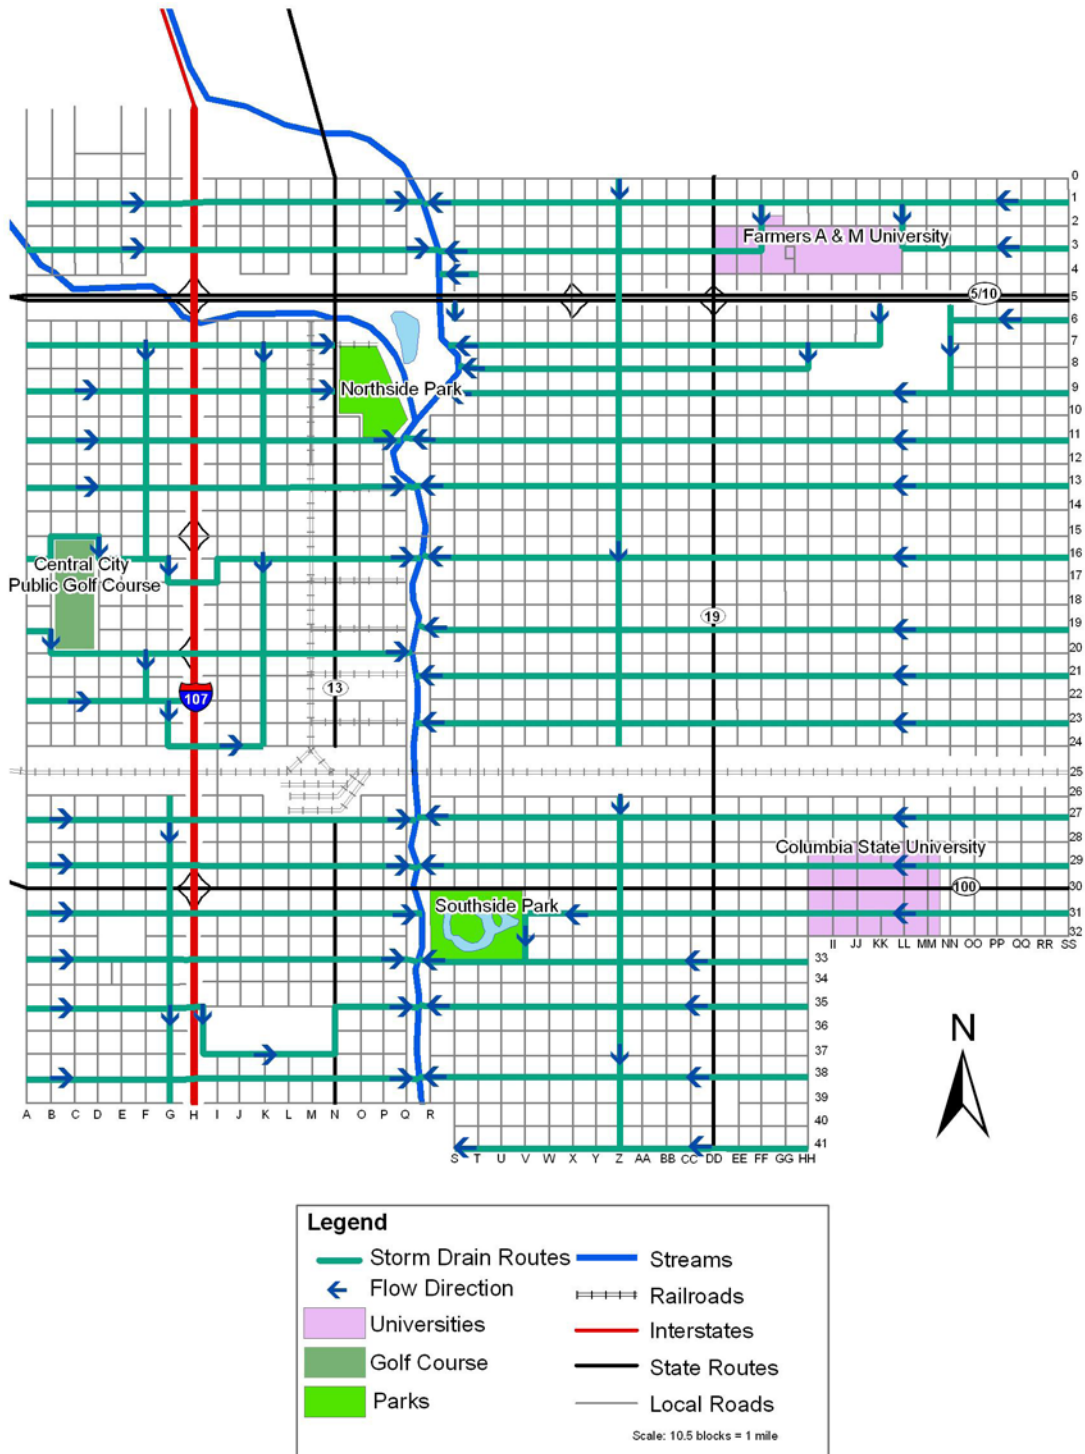 0
1
2
Farmers A & M University
3
4
5/10
5
6
7
8
Northside Park
9
10
11
12
13
14
15
16
Central City
Public Golf Course
17
18
19
19
20
21
13
107
22
23
24
25
26
27
28
Columbia State University
29
100
30
Southside Park
31
32
II JJ KK LL MM NN OO PP QQ RR SS
33
34
35
36
37
38
39
A B C D E F G H I J K L M N O P Q R
40
41
S T U V W X Y Z AA BB CC DD EE FF GG HH
N
Legend
Storm Drain Routes
Flow Direction
Universities
Golf Course
Parks
Streams
Railroads
Interstates
State Routes
Local Roads
Scale: 10.5 blocks = 1 mile